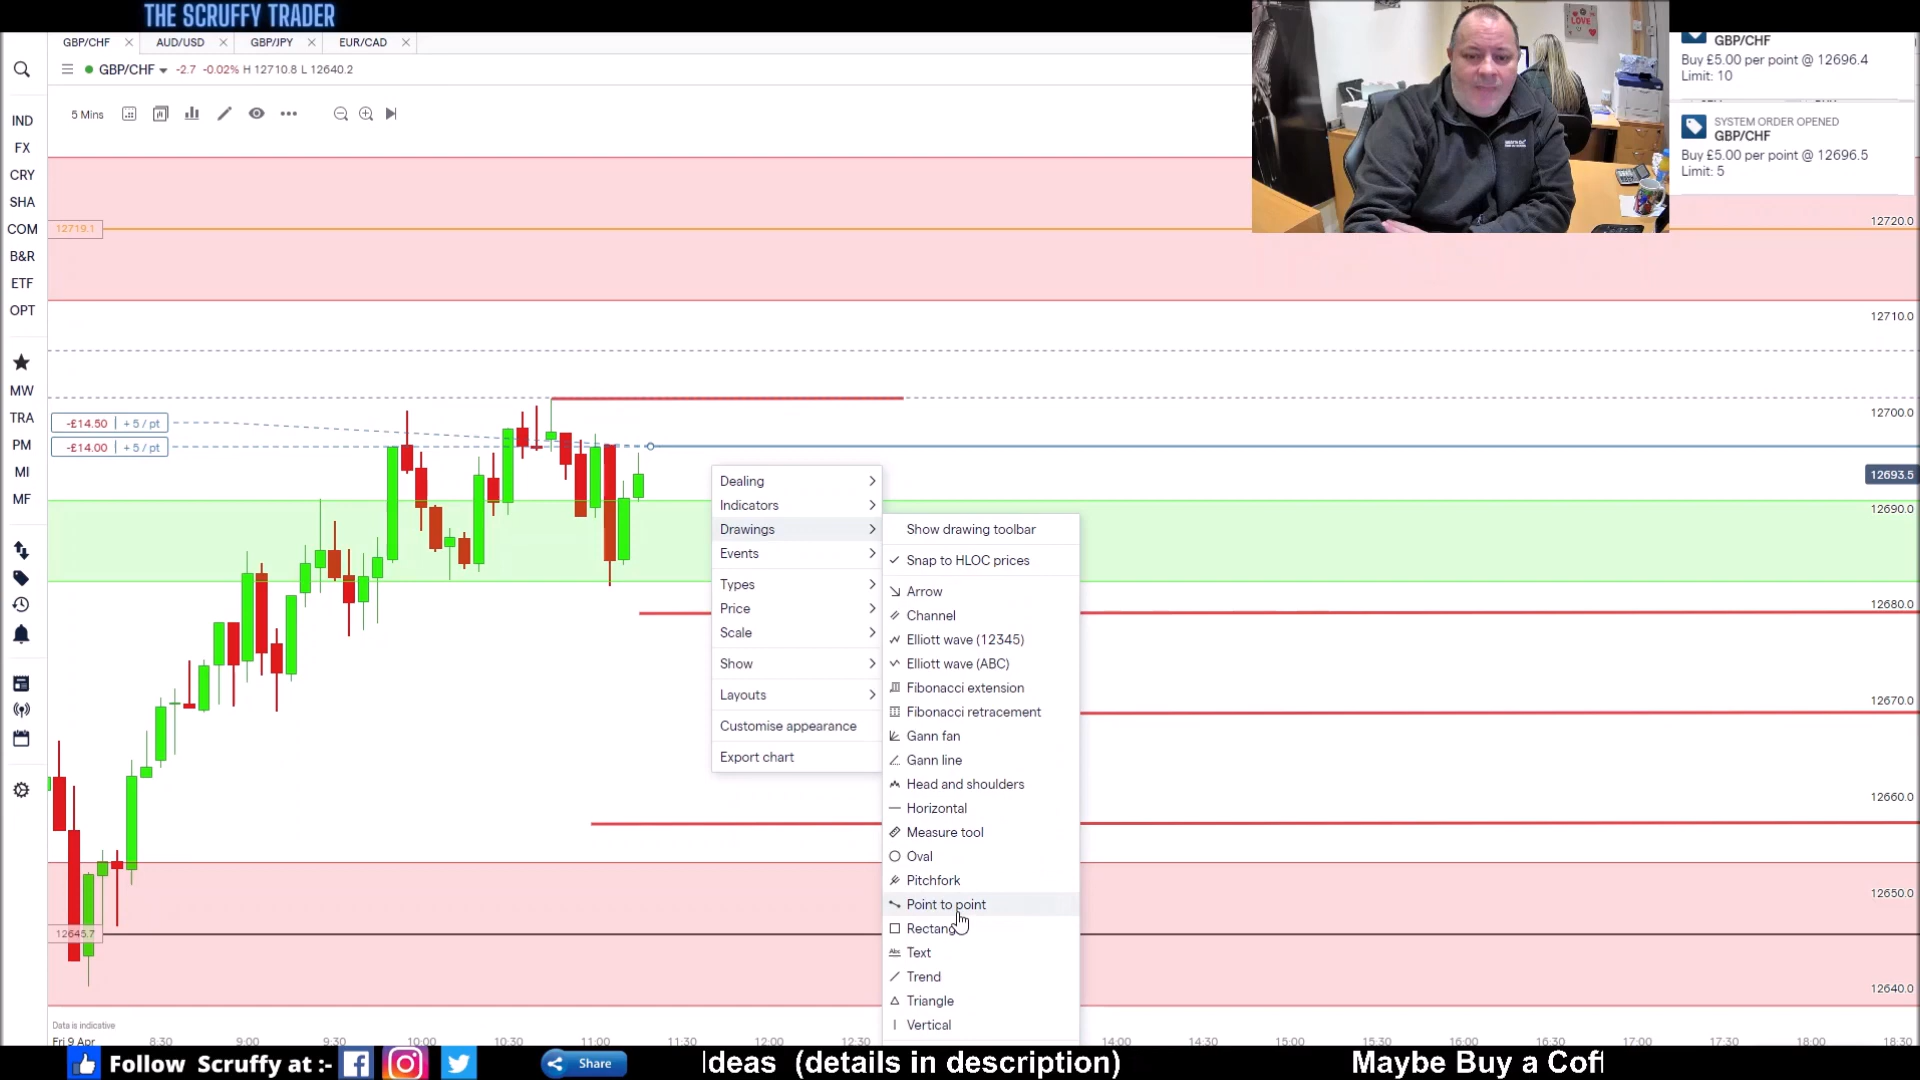 THE SCRUFFY TRADER
GBP/CHF
AUD/USD
GBP/JPY
EUR/CAD
GBP/CHF -2.7 -0.02% H 12710.8 L 12640.2
5 Mins
IND
FX
CRY
SHA
COM
B&R
ETF
OPT
MW
TRA
PM
MI
MF
LOVE
GBP/CHF
Buy £5.00 per point @ 12696.4
Limit: 10
SYSTEM ORDER OPENED
GBP/CHF
Buy £5.00 per point @ 12696.5
Limit: 5
12719.1
-£14.50 | + 5 / pt
-£14.00 | + 5 / pt
12645.7
Dealing
Indicators
Drawings
Events
Types
Price
Scale
Show
Layouts
Customise appearance
Export chart
Show drawing toolbar
Snap to HLOC prices
Arrow
Channel
Elliott wave (12345)
Elliott wave (ABC)
Fibonacci extension
Fibonacci retracement
Gann fan
Gann line
Head and shoulders
Horizontal
Measure tool
Oval
Pitchfork
Point to point
Rectang
Text
Trend
Triangle
Vertical
12720.0
12710.0
12700.0
12693.5
12690.0
12680.0
12670.0
12660.0
12650.0
12640.0
Data is indicative
Fri 9 Apr 8:30 9:00 9:30 10:00 10:30 11:00 11:30 12:00 12:30 14:00 14:30 15:00 15:30 16:00 16:30 17:00 17:30 18:00 18:30
Follow Scruffy at :-
Share
Ideas (details in description)
Maybe Buy a Cof